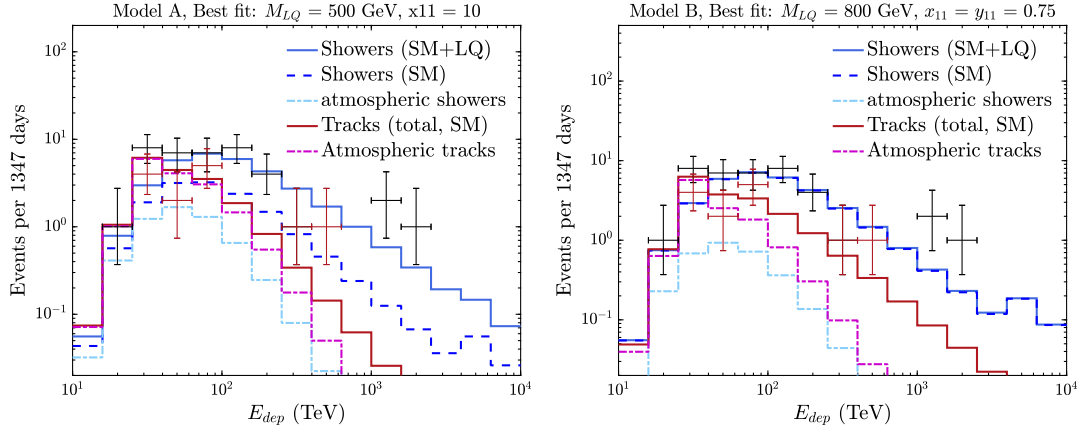 Model A, Best fit: M_{LQ} = 500 GeV, x11 = 10
10^2
10^1
10^0
10^{-1}
Events per 1347 days
Showers (SM+LQ)
Showers (SM)
atmospheric showers
Tracks (total, SM)
Atmospheric tracks
10^1
10^2
10^3
10^4
E_{dep} (TeV)
Model B, Best fit: M_{LQ} = 800 GeV, x_{11} = y_{11} = 0.75
10^2
10^1
10^0
10^{-1}
Events per 1347 days
Showers (SM+LQ)
Showers (SM)
atmospheric showers
Tracks (total, SM)
Atmospheric tracks
10^1
10^2
10^3
10^4
E_{dep} (TeV)